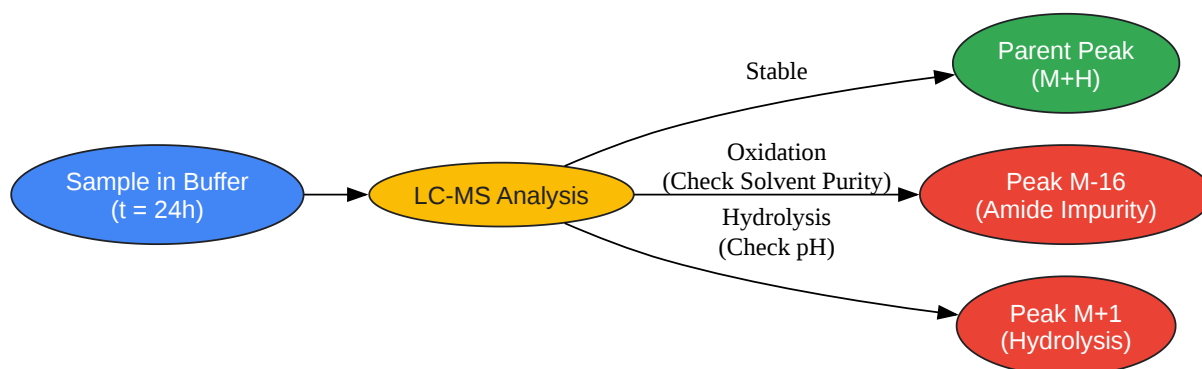 Sample in Buffer
(t = 24h)
LC-MS Analysis
Stable
Parent Peak
(M+H)
Oxidation
(Check Solvent Purity)
Peak M-16
(Amide Impurity)
Hydrolysis
(Check pH)
Peak M+1
(Hydrolysis)